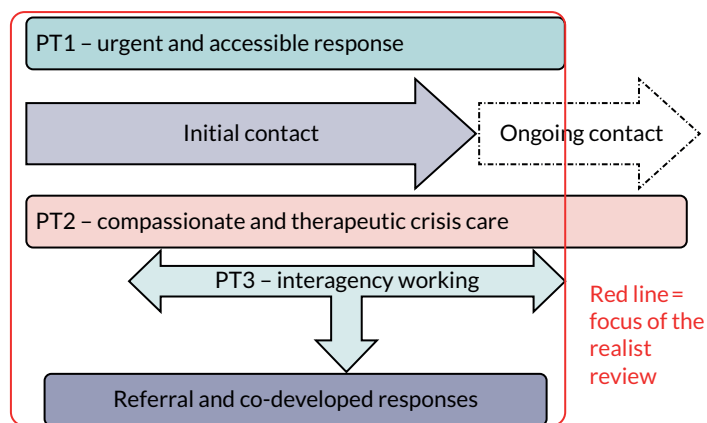 PT1 – urgent and accessible response
Initial contact
Ongoing contact
PT2 – compassionate and therapeutic crisis care
PT3 – interagency working
Red line =
focus of the
realist
review
Referral and co-developed responses